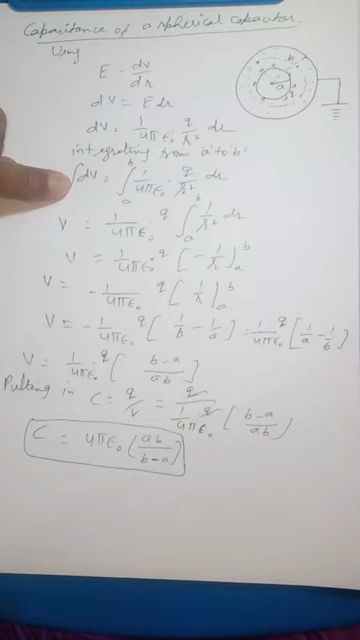 Capacitance of a spherical capacitor:
Using
E = dv/dr
dV = E dr
dV = 1/4πε₀ q/r² dr
integrating from 'a' to 'b'
∫dV = ∫ₐᵇ 1/4πε₀ q/r² dr
V = 1/4πε₀ q ∫ₐᵇ 1/r² dr
V = 1/4πε₀ q [-1/r]ₐᵇ
V = -1/4πε₀ q [1/r]ₐᵇ
V = -1/4πε₀ q [1/b - 1/a] = 1/4πε₀ q [1/a - 1/b]
V = 1/4πε₀ q [b-a/ab]
Putting in C = q/V = q/1/4πε₀ q [b-a/ab]
C = 4πε₀ (ab/b-a)
a